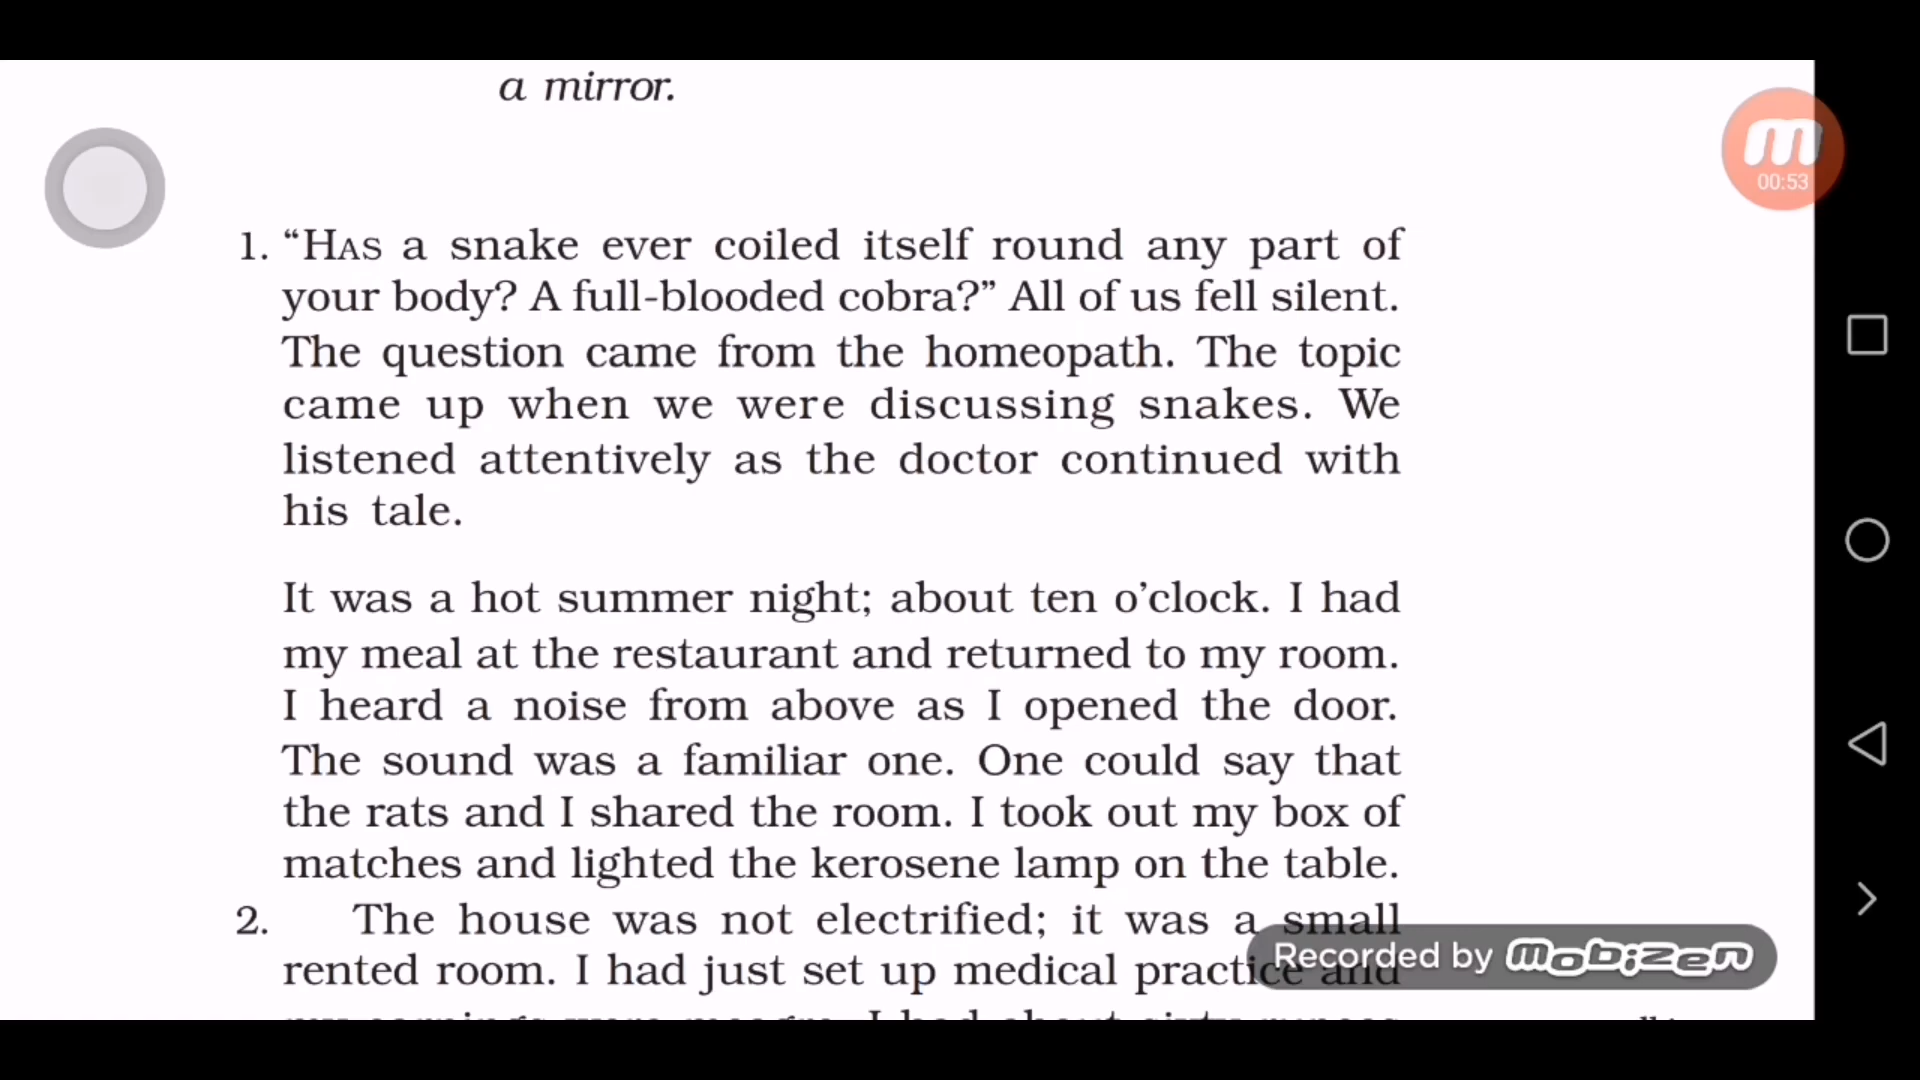 a mirror.
00:53
1. “HAS a snake ever coiled itself round any part of
your body? A full-blooded cobra?” All of us fell silent.
The question came from the homeopath. The topic
came up when we were discussing snakes. We
listened attentively as the doctor continued with
his tale.
It was a hot summer night; about ten o’clock. I had
my meal at the restaurant and returned to my room.
I heard a noise from above as I opened the door.
The sound was a familiar one. One could say that
the rats and I shared the room. I took out my box of
matches and lighted the kerosene lamp on the table.
2. The house was not electrified; it was a small
rented room. I had just set up medical practice and
Recorded by mobizen